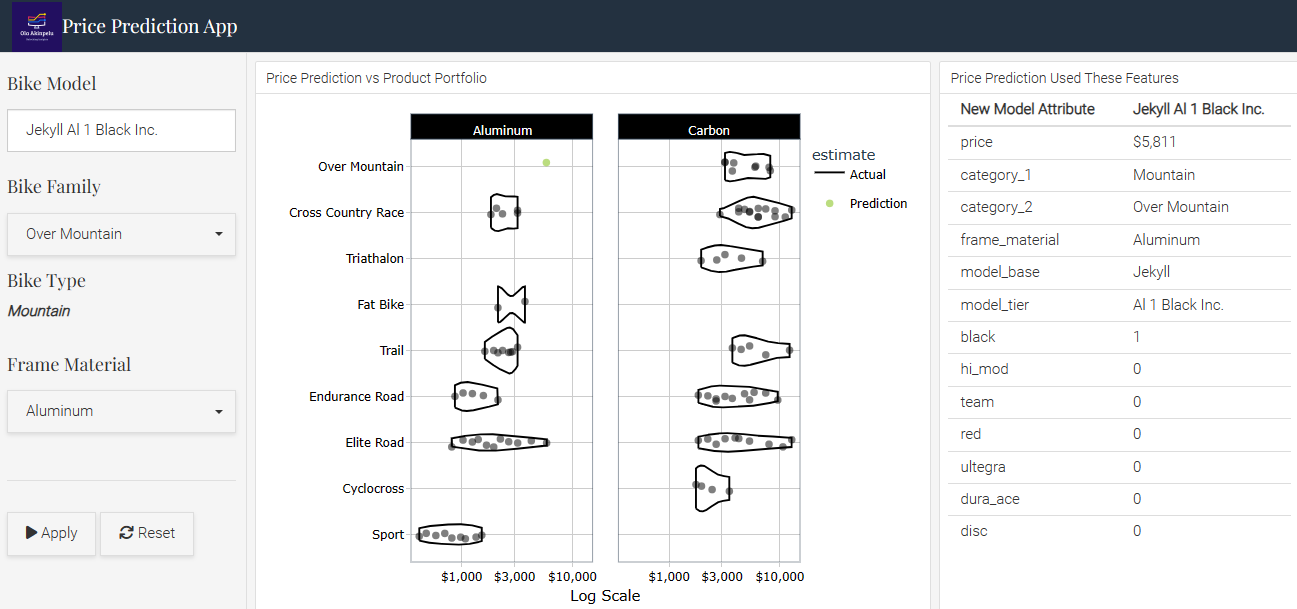 Olo Akinpelu
Price Prediction App
Bike Model
Jekyll Al 1 Black Inc.
Bike Family
Over Mountain
Bike Type
Mountain
Frame Material
Aluminum
Apply
Reset
Price Prediction vs Product Portfolio
Aluminum
Carbon
Over Mountain
Cross Country Race
Triathalon
Fat Bike
Trail
Endurance Road
Elite Road
Cyclocross
Sport
$1,000 $3,000 $10,000
$1,000 $3,000 $10,000
Log Scale
estimate
Actual
Prediction
Price Prediction Used These Features
New Model Attribute Jekyll Al 1 Black Inc.
price $5,811
category_1 Mountain
category_2 Over Mountain
frame_material Aluminum
model_base Jekyll
model_tier Al 1 Black Inc.
black 1
hi_mod 0
team 0
red 0
ultegra 0
dura_ace 0
disc 0